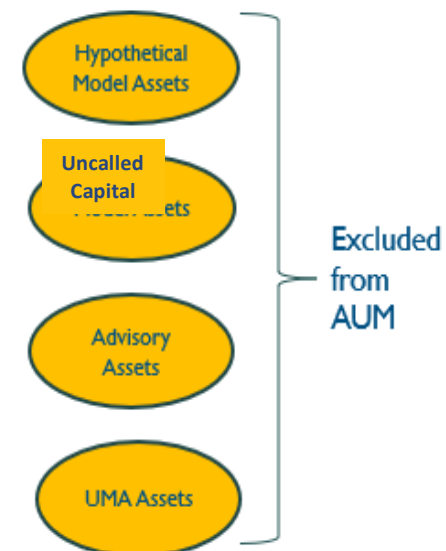 Hypothetical
Model Assets
Uncalled
Capital
Advisory
Assets
UMA Assets
Excluded
from
AUM